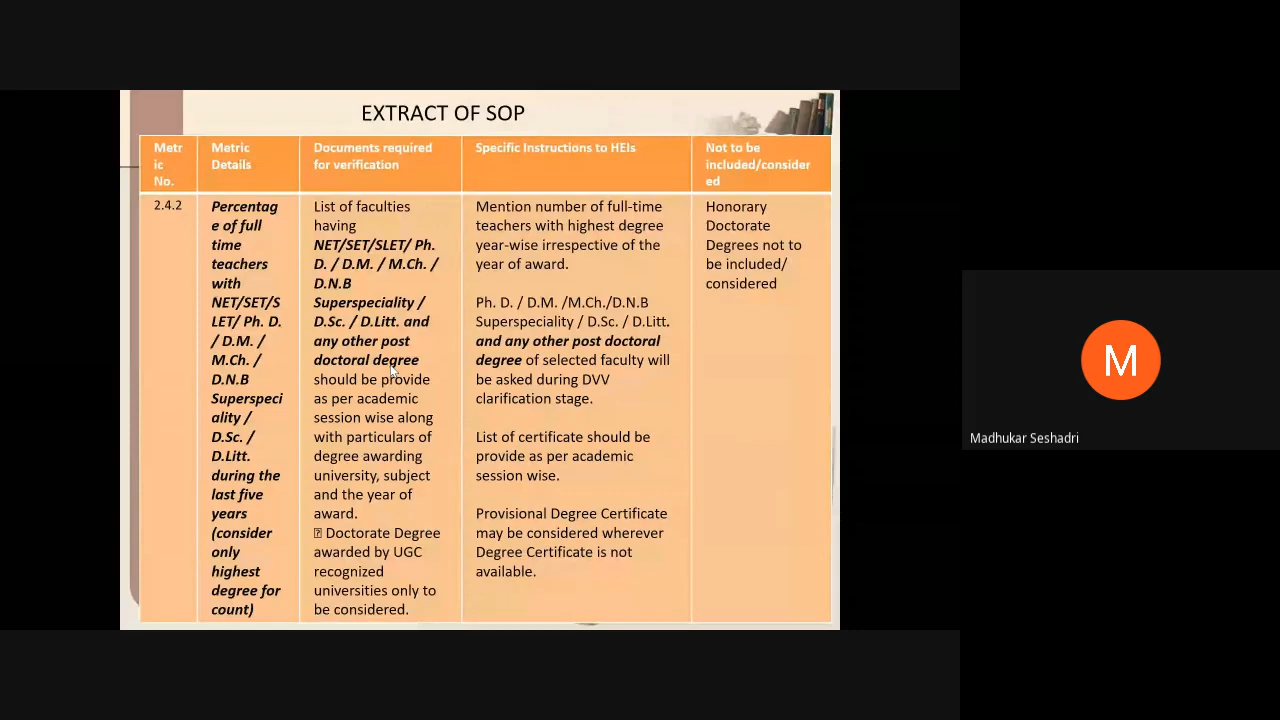 EXTRACT OF SOP
Metr
ic
No.
Metric
Details
Documents required
for verification
Specific Instructions to HEIs
Not to be
included/consider
ed
2.4.2
Percentag
e of full
time
teachers
with
NET/SET/S
LET/ Ph. D.
/ D.M. /
M.Ch. /
D.N.B
Superspeci
ality /
D.Sc. /
D.Litt.
during the
last five
years
(consider
only
highest
degree for
count)
List of faculties
having
NET/SET/SLET/ Ph.
D. / D.M. / M.Ch. /
D.N.B
Superspeciality /
D.Sc. / D.Litt. and
any other post
doctoral degree
should be provide
as per academic
session wise along
with particulars of
degree awarding
university, subject
and the year of
award.
Doctorate Degree
awarded by UGC
recognized
universities only to
be considered.
Mention number of full-time
teachers with highest degree
year-wise irrespective of the
year of award.
Ph. D. / D.M. /M.Ch./D.N.B
Superspeciality / D.Sc. / D.Litt.
and any other post doctoral
degree of selected faculty will
be asked during DVV
clarification stage.
List of certificate should be
provide as per academic
session wise.
Provisional Degree Certificate
may be considered wherever
Degree Certificate is not
available.
Honorary
Doctorate
Degrees not to
be included/
considered
M
Madhukar Seshadri